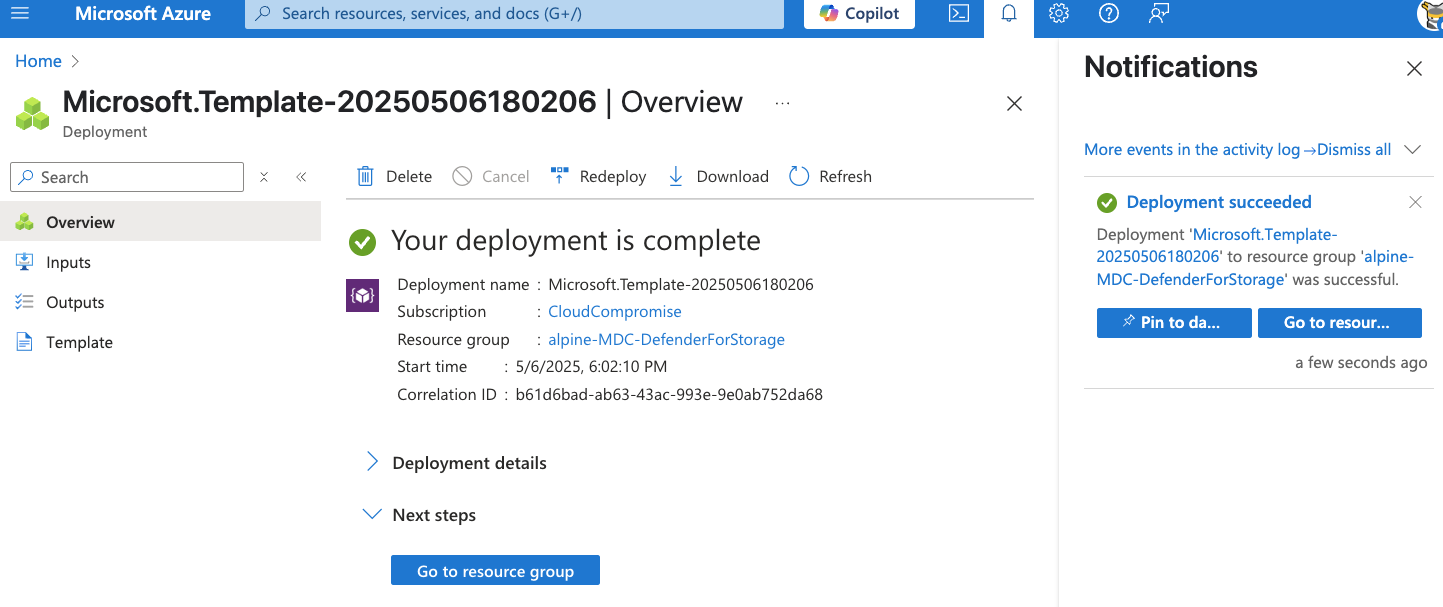 Microsoft Azure
Search resources, services, and docs (G+/)
Copilot
Home
Microsoft.Template-20250506180206 | Overview
...
Deployment
Search
Overview
Inputs
Outputs
Template
Delete
Cancel
Redeploy
Download
Refresh
Your deployment is complete
Deployment name : Microsoft.Template-20250506180206
Subscription : CloudCompromise
Resource group : alpine-MDC-DefenderForStorage
Start time : 5/6/2025, 6:02:10 PM
Correlation ID : b61d6bad-ab63-43ac-993e-9e0ab752da68
Deployment details
Next steps
Go to resource group
Notifications
More events in the activity log →Dismiss all
Deployment succeeded
Deployment 'Microsoft.Template-
20250506180206' to resource group 'alpine-
MDC-DefenderForStorage' was successful.
Pin to da...
Go to resour...
a few seconds ago